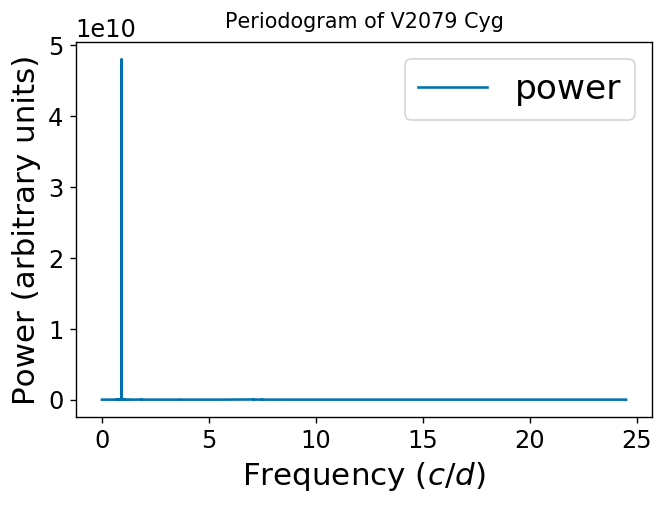 Periodogram of V2079 Cyg
1e10
5
4
3
2
1
0
Power (arbitrary units)
power
0 5 10 15 20 25
Frequency (c/d)